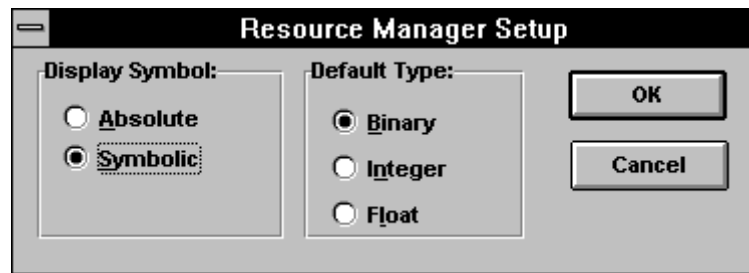 Resource Manager Setup
Display Symbol:
Absolute
Symbolic
Default Type:
Binary
Integer
Float
OK
Cancel